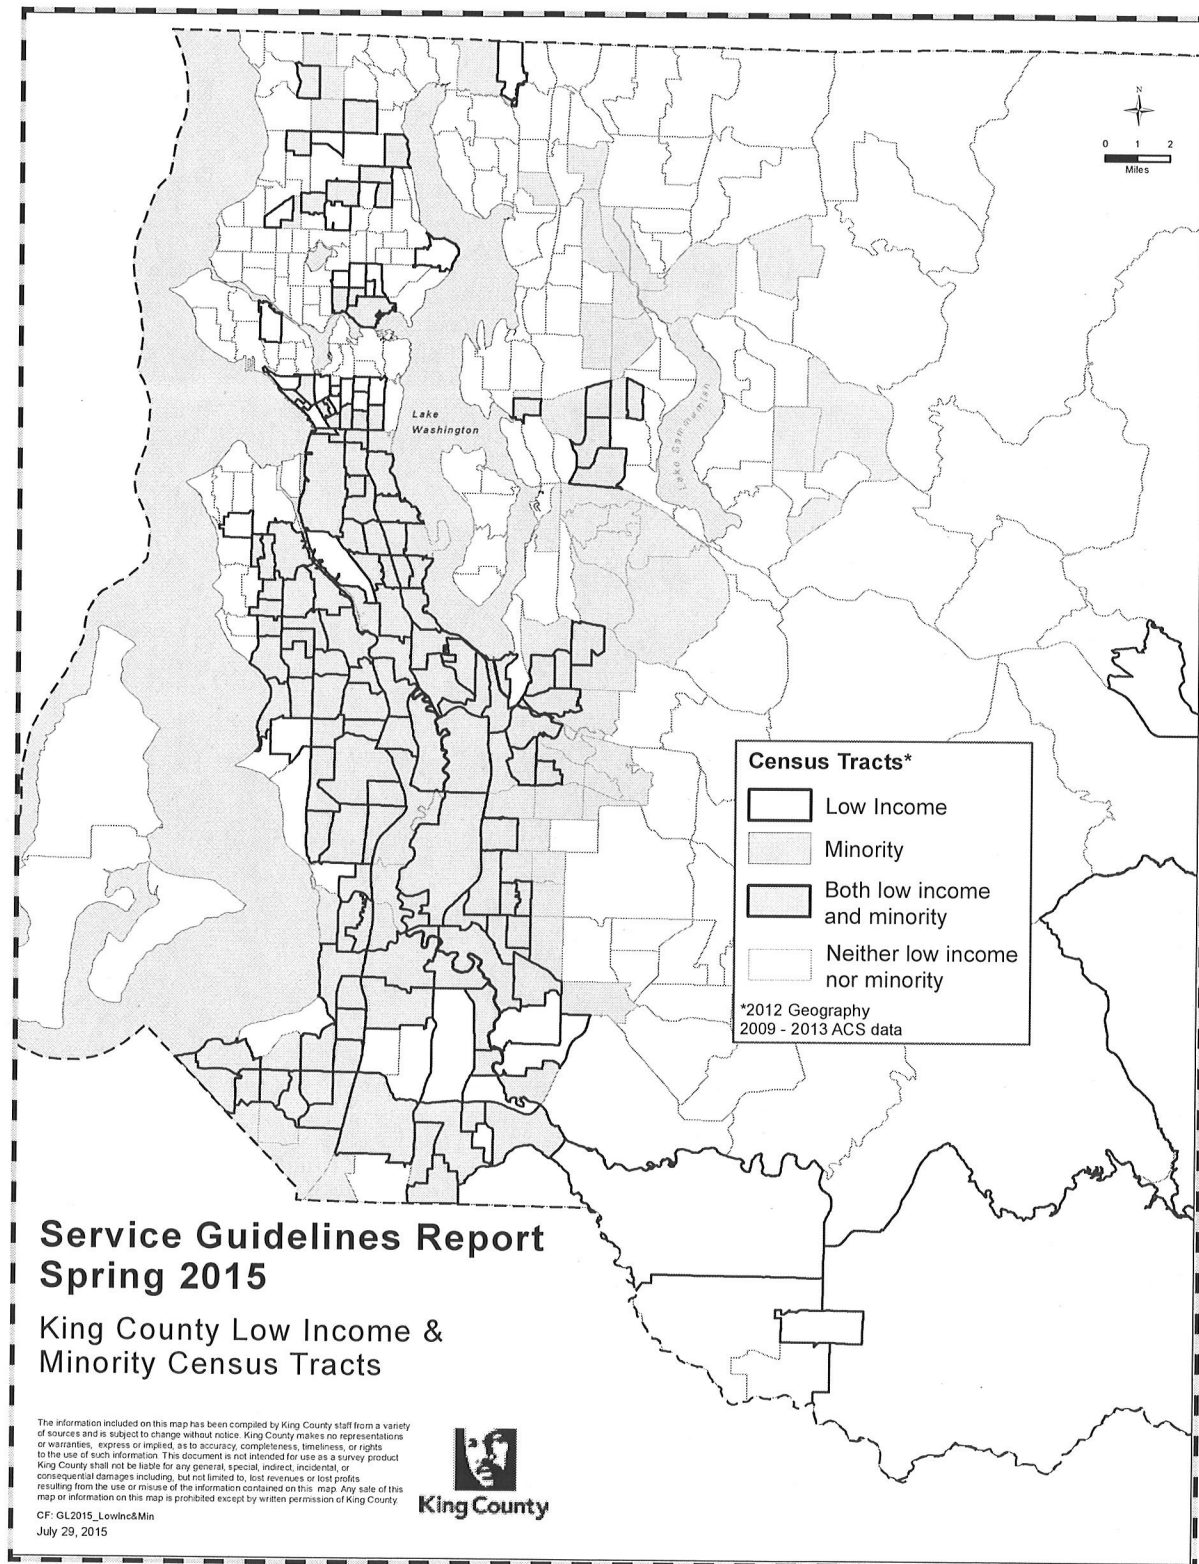 N
0 1 2
Miles
Lake
Washington
Lake Sammamish
Census Tracts*
Low Income
Minority
Both low income
and minority
Neither low income
nor minority
*2012 Geography
2009 - 2013 ACS data
Service Guidelines Report
Spring 2015
King County Low Income &
Minority Census Tracts
The information included on this map has been compiled by King County staff from a variety
of sources and is subject to change without notice. King County makes no representations
or warranties, express or implied, as to accuracy, completeness, timeliness, or rights
to the use of such information. This document is not intended for use as a survey product
King County shall not be liable for any general, special, indirect, incidental, or
consequential damages including, but not limited to, lost revenues or lost profits
resulting from the use or misuse of the information contained on this map. Any sale of this
map or information on this map is prohibited except by written permission of King County
CF: GL2015_LowInc&Min
July 29, 2015
King County